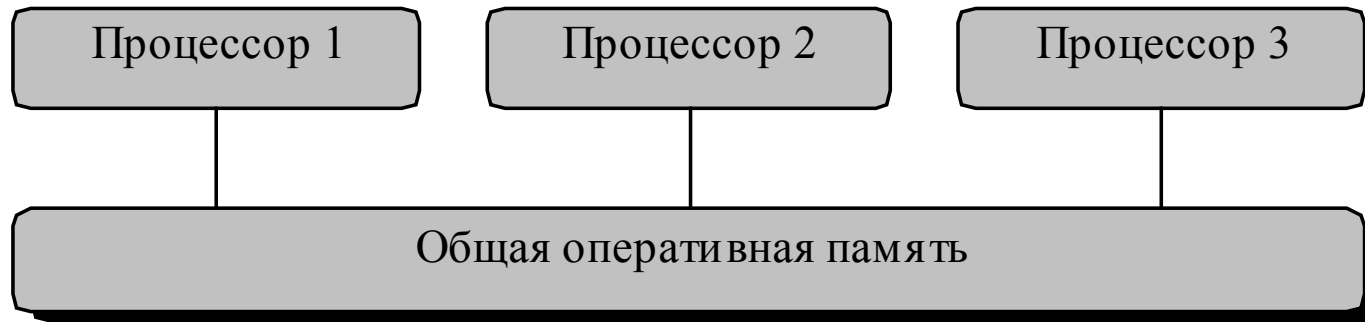 Процессор 1
Процессор 2
Процессор 3
Общая оперативная память